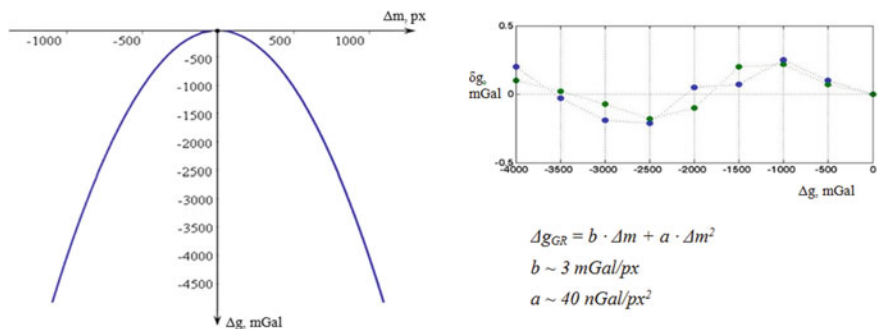 Δm, px
-1000 -500 0 500 1000
-500
-1000
-1500
-2000
-2500
-3000
-3500
-4000
-4500
Δg, mGal
0.5
δg,
mGal
0
-0.5
-4000 -3500 -3000 -2500 -2000 -1500 -1000 -500 0
Δg, mGal
Δg_GR = b · Δm + a · Δm²
b ~ 3 mGal/px
a ~ 40 nGal/px²